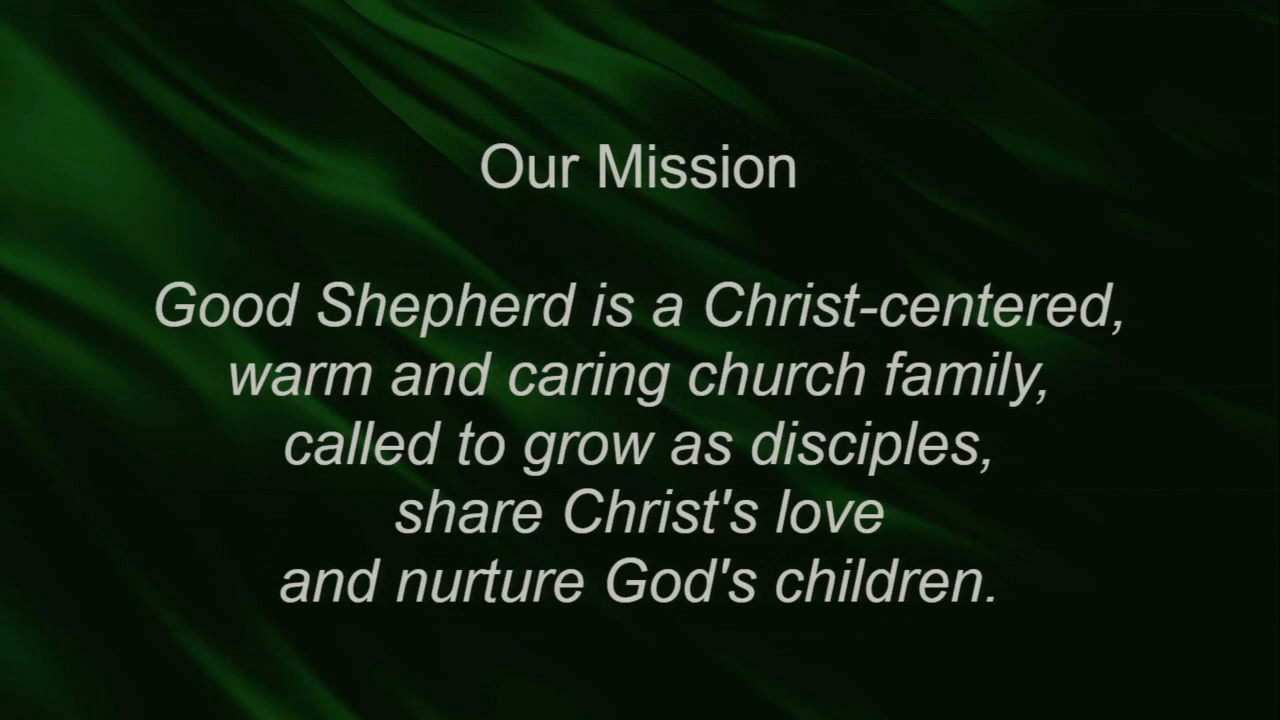 Our Mission
Good Shepherd is a Christ-centered,
warm and caring church family,
called to grow as disciples,
share Christ's love
and nurture God's children.